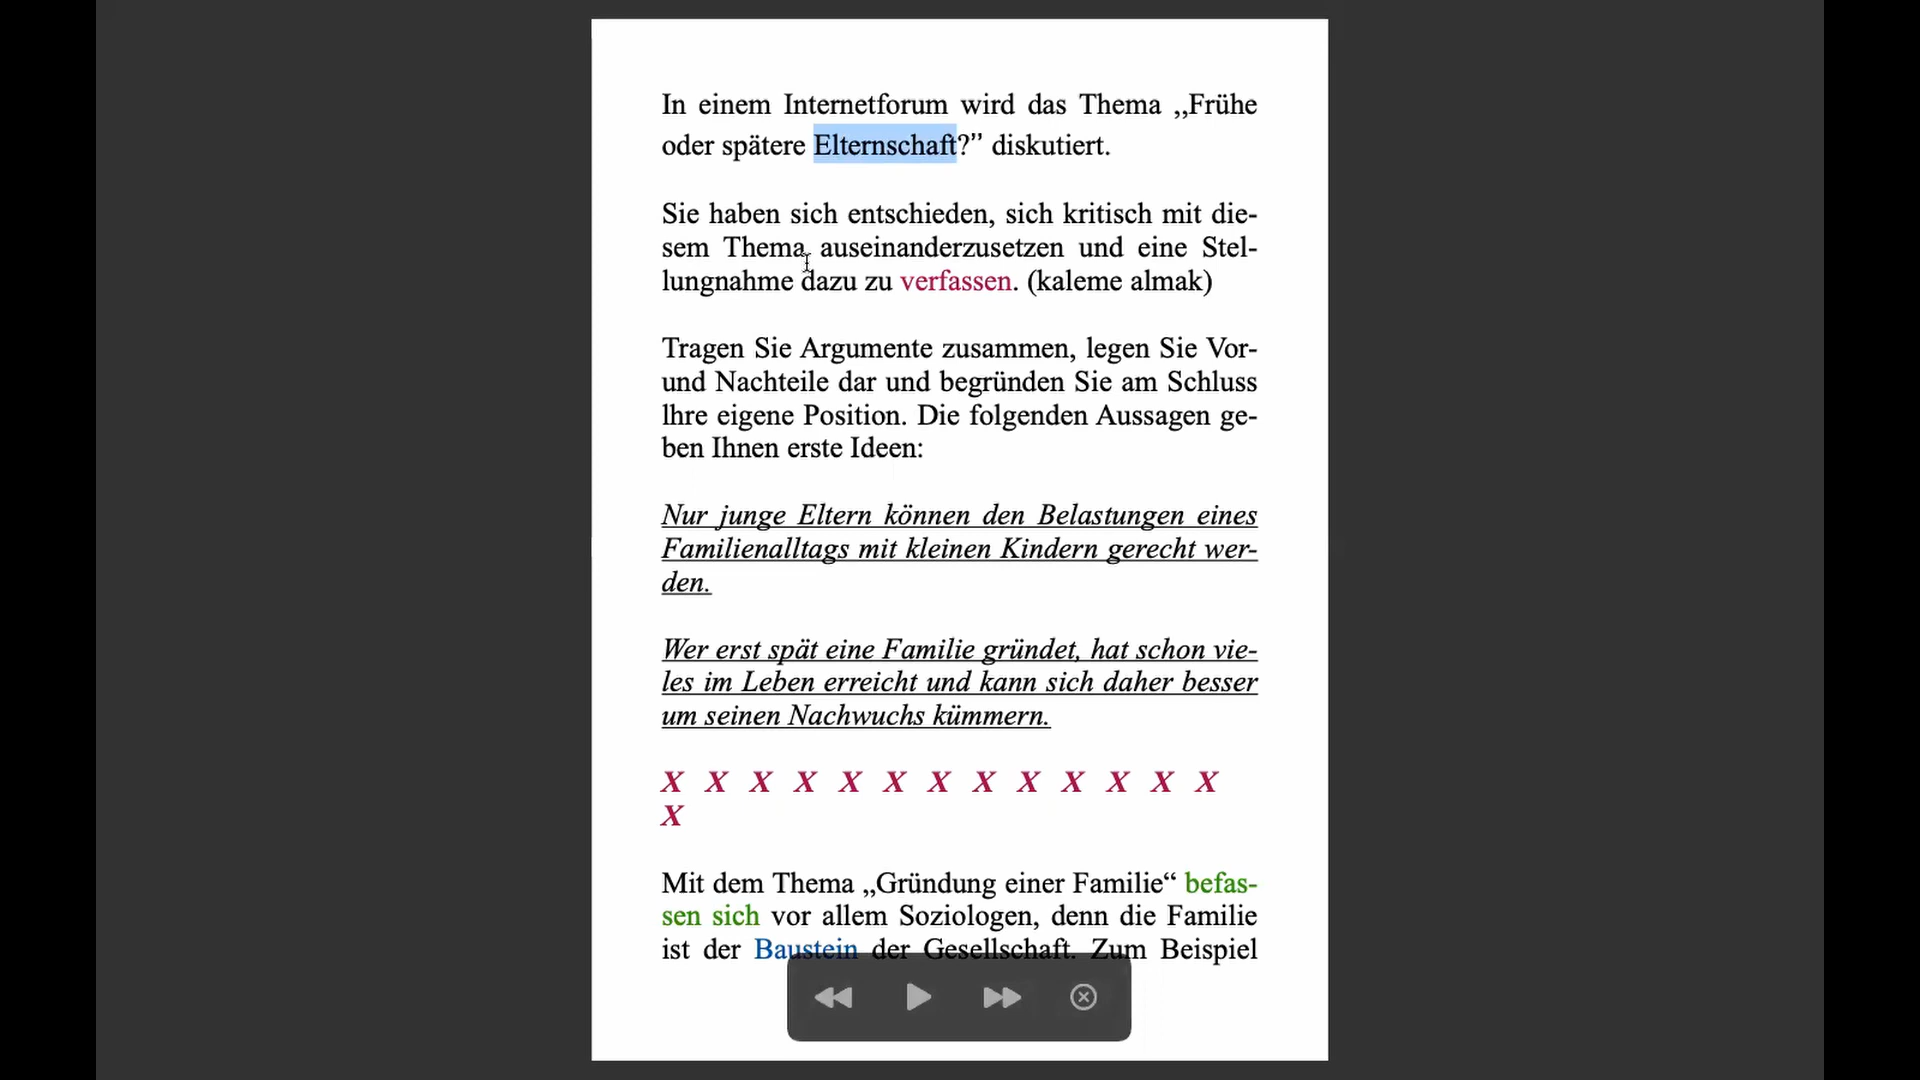 In einem Internetforum wird das Thema ,,Frühe
oder spätere Elternschaft?” diskutiert.
Sie haben sich entschieden, sich kritisch mit die-
sem Thema auseinanderzusetzen und eine Stel-
lungnahme dazu zu verfassen. (kaleme almak)
Tragen Sie Argumente zusammen, legen Sie Vor-
und Nachteile dar und begründen Sie am Schluss
lhre eigene Position. Die folgenden Aussagen ge-
ben Ihnen erste Ideen:
Nur junge Eltern können den Belastungen eines
Familienalltags mit kleinen Kindern gerecht wer-
den.
Wer erst spät eine Familie gründet, hat schon vie-
les im Leben erreicht und kann sich daher besser
um seinen Nachwuchs kümmern.
X X X X X X X X X X X X X
X
Mit dem Thema „Gründung einer Familie“ befas-
sen sich vor allem Soziologen, denn die Familie
ist der Baustein der Gesellschaft. Zum Beispiel